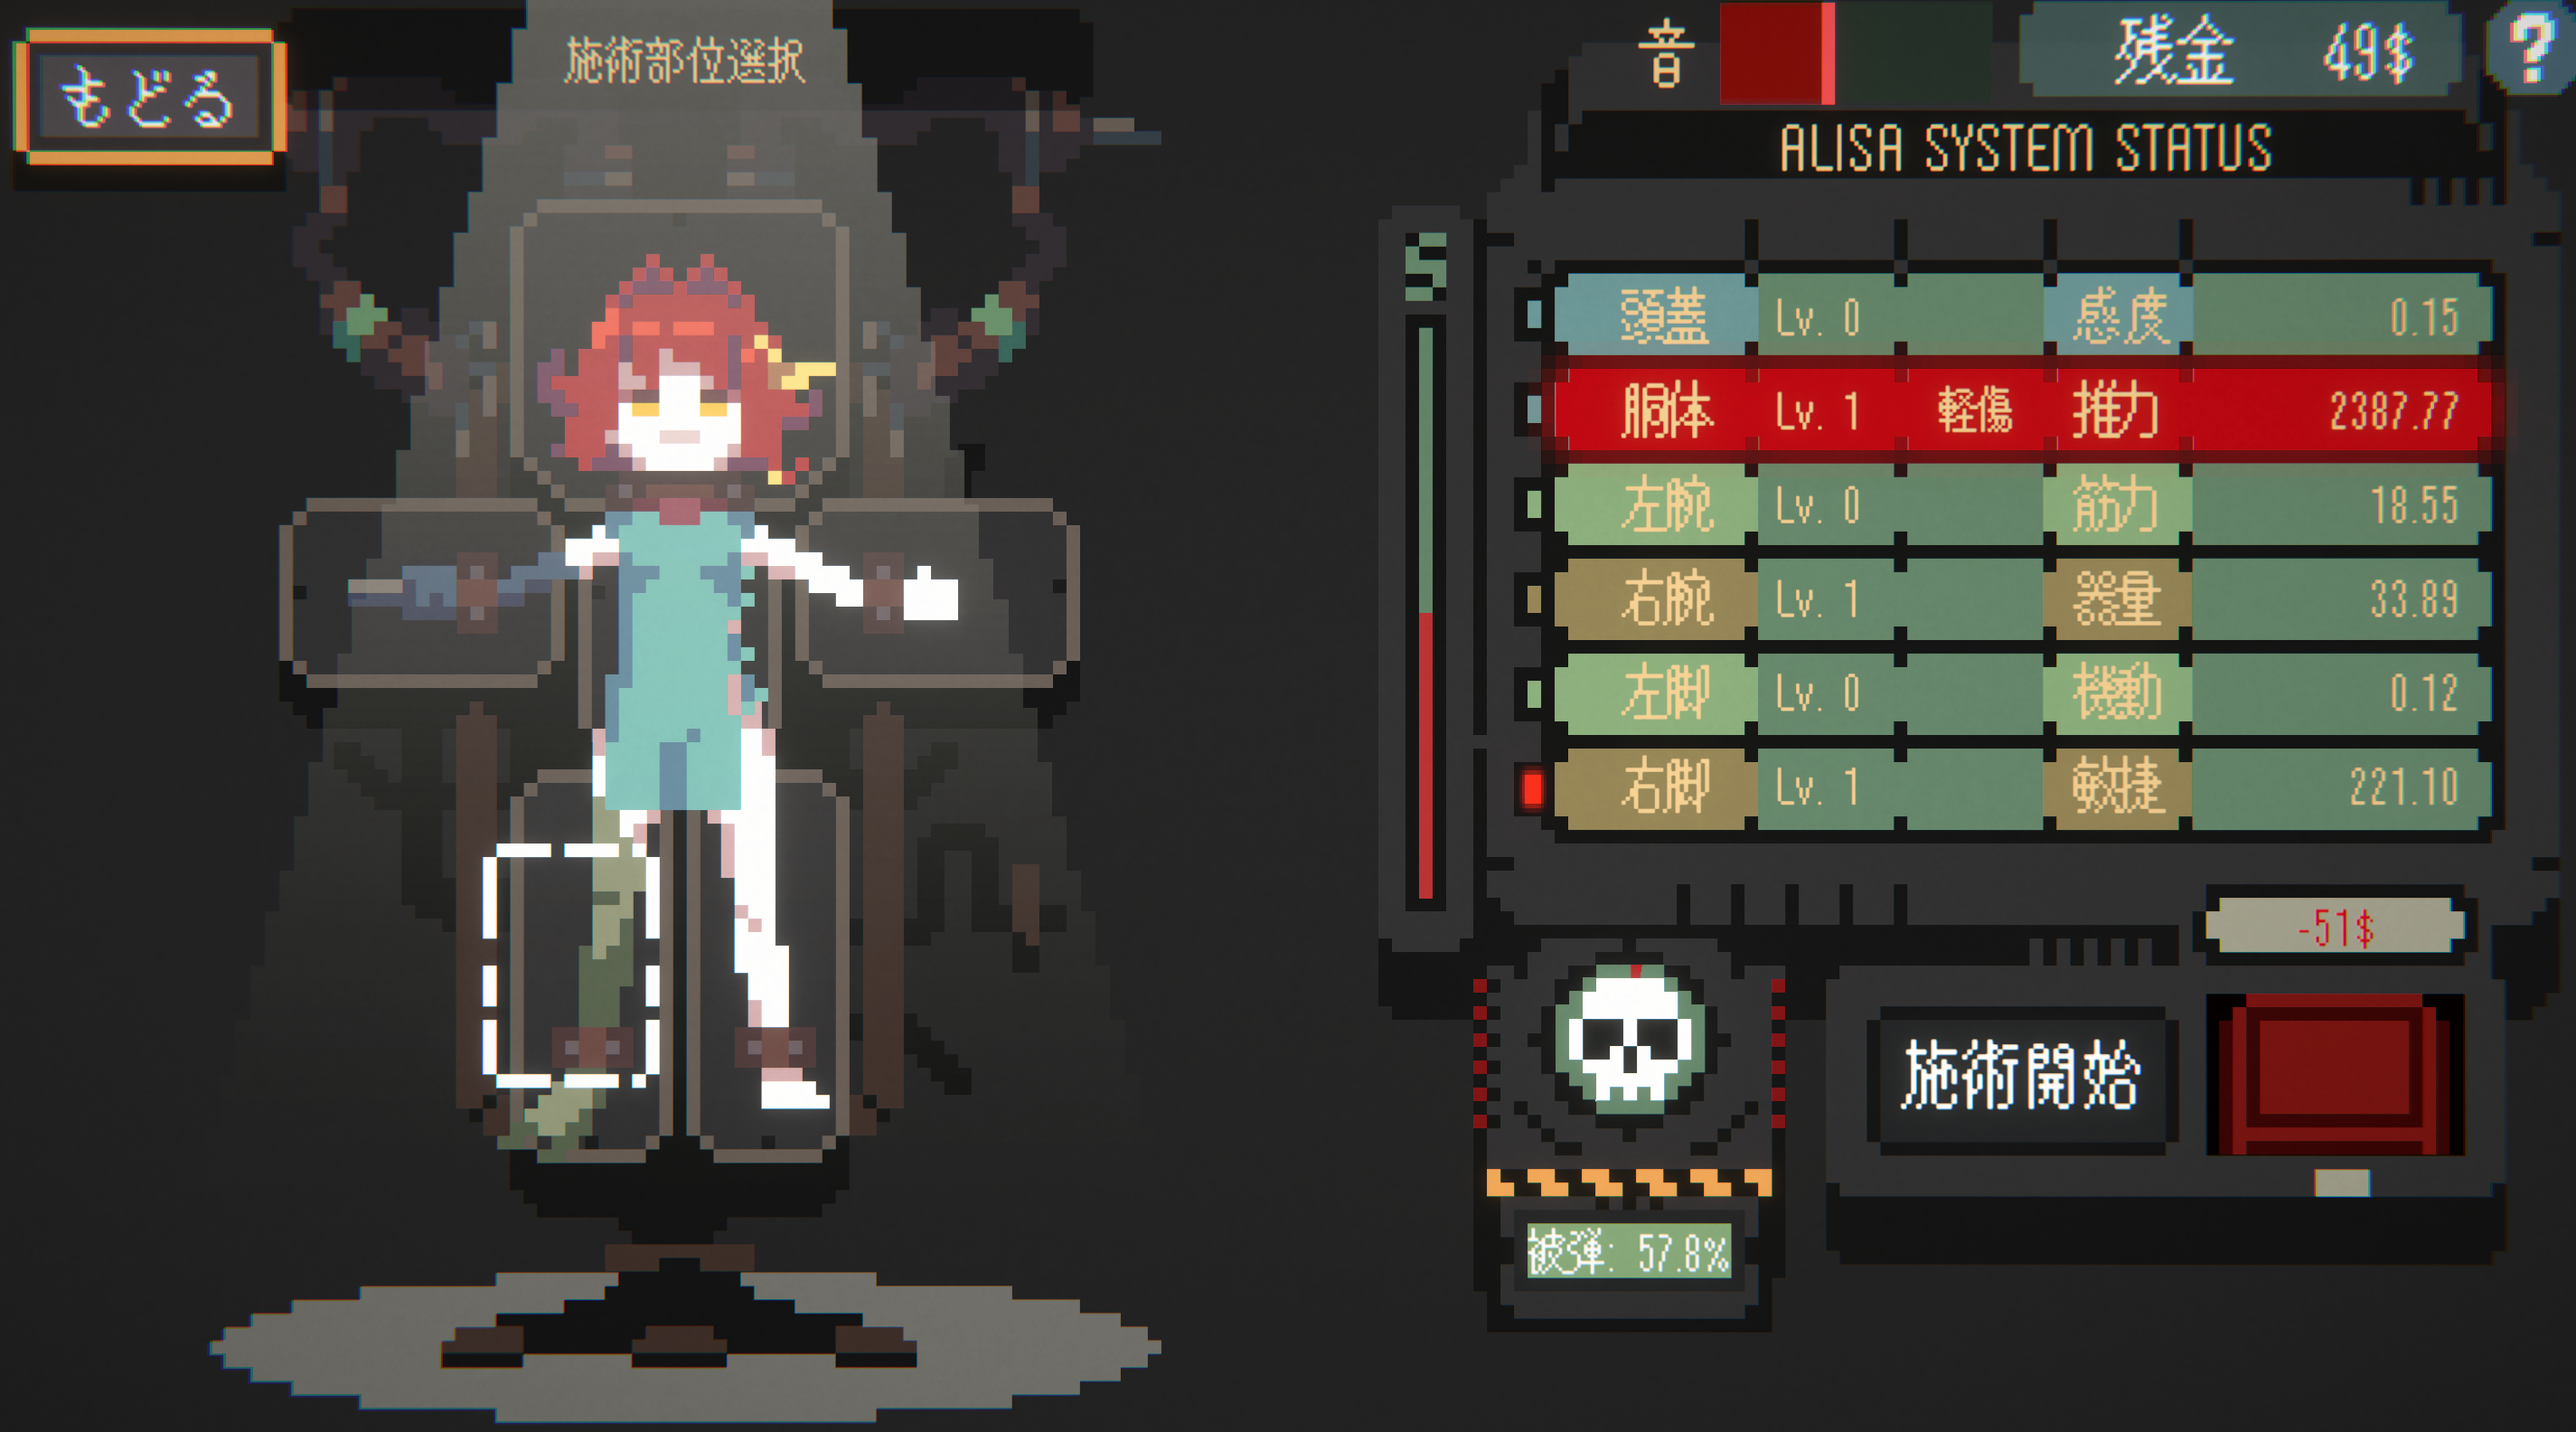 もどる
施術部位選択
音
残金 49$
?
ALISA SYSTEM STATUS
S
頭蓋 Lv. 0 感度 0.15
胴体 Lv. 1 軽傷 推力 2387.77
左腕 Lv. 0 筋力 18.55
右腕 Lv. 1 器量 33.89
左脚 Lv. 0 機動 0.12
右脚 Lv. 1 敏捷 221.10
-51$
施術開始
被弾: 57.8%